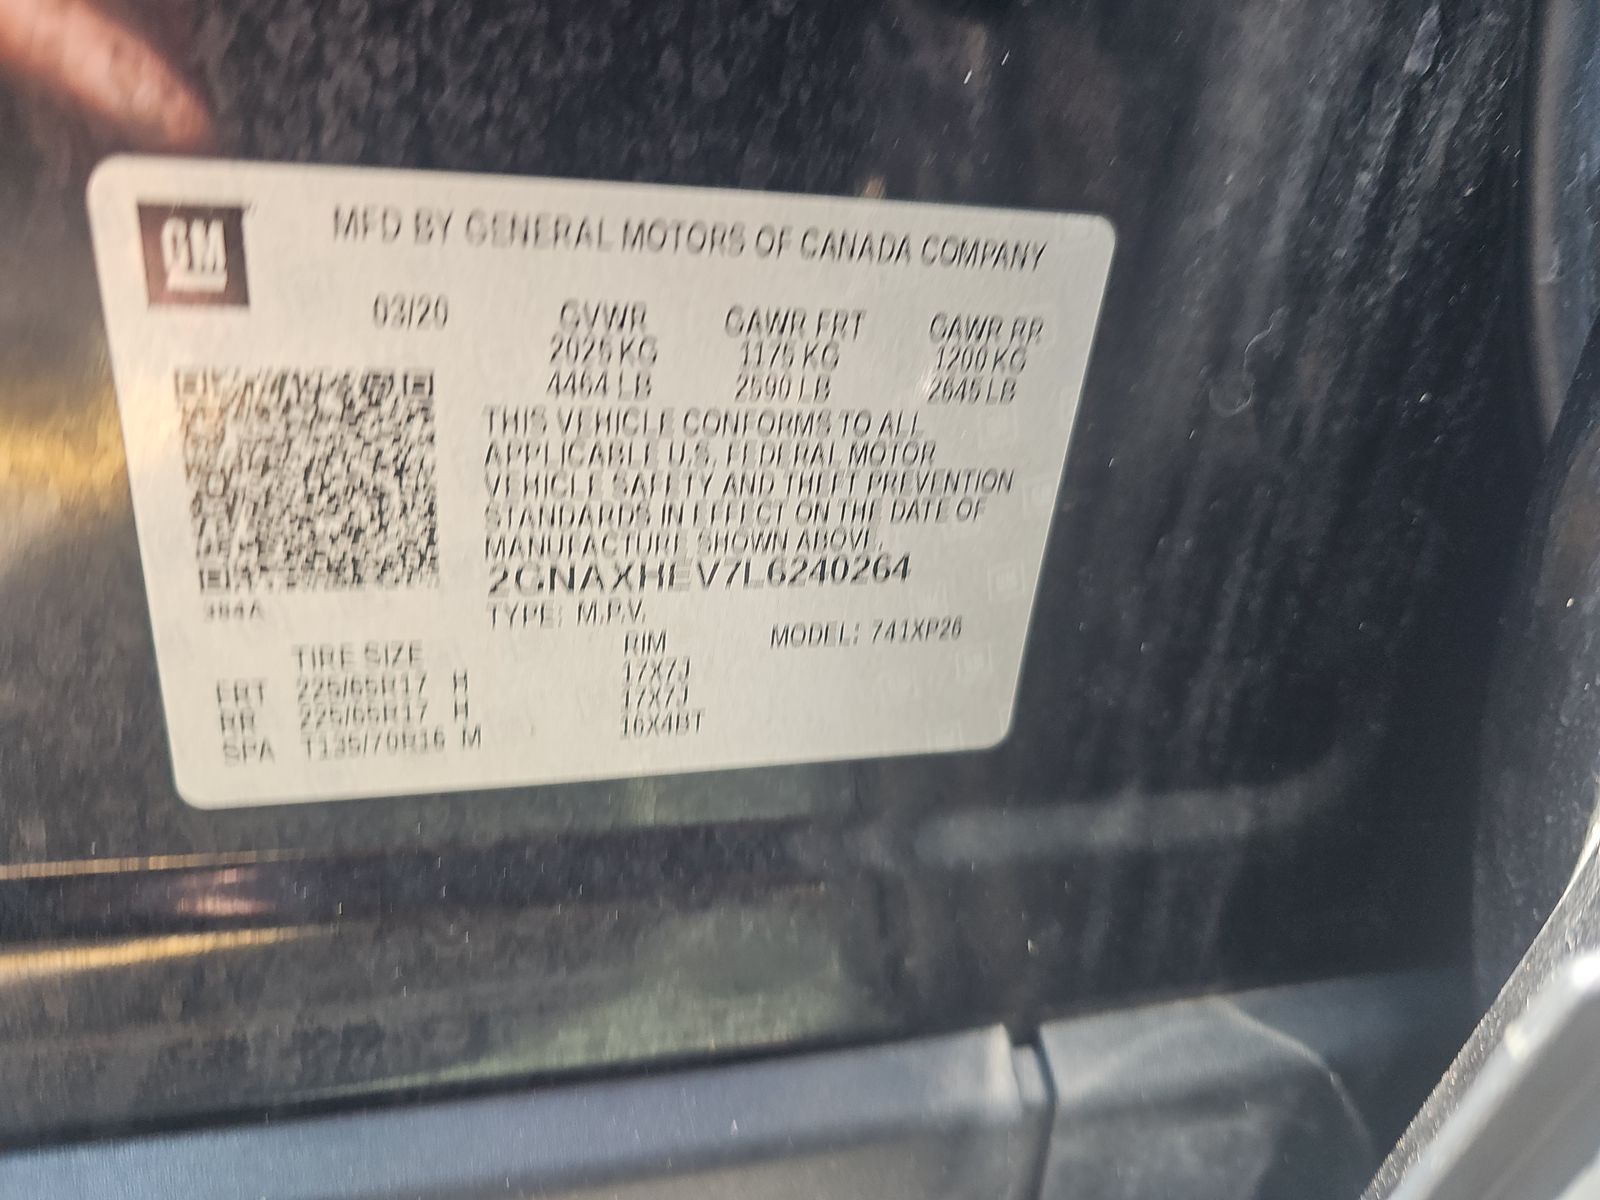 GM
MFD BY GENERAL MOTORS OF CANADA COMPANY
03/20 GVWR GAWR FRT GAWR RR
2025 KG 1175 KG 1200 KG
4464 LB 2590 LB 2645 LB
THIS VEHICLE CONFORMS TO ALL
APPLICABLE U.S. FEDERAL MOTOR
VEHICLE SAFETY AND THEFT PREVENTION
STANDARDS IN EFFECT ON THE DATE OF
MANUFACTURE SHOWN ABOVE.
2GNAXHEV7L6240264
384A
TYPE: M.P.V.
MODEL: 741XP26
TIRE SIZE RIM
FRT 225/65R17 H 17X7J
RR 225/65R17 H 17X7J
SPA T135/70R16 M 16X4BT